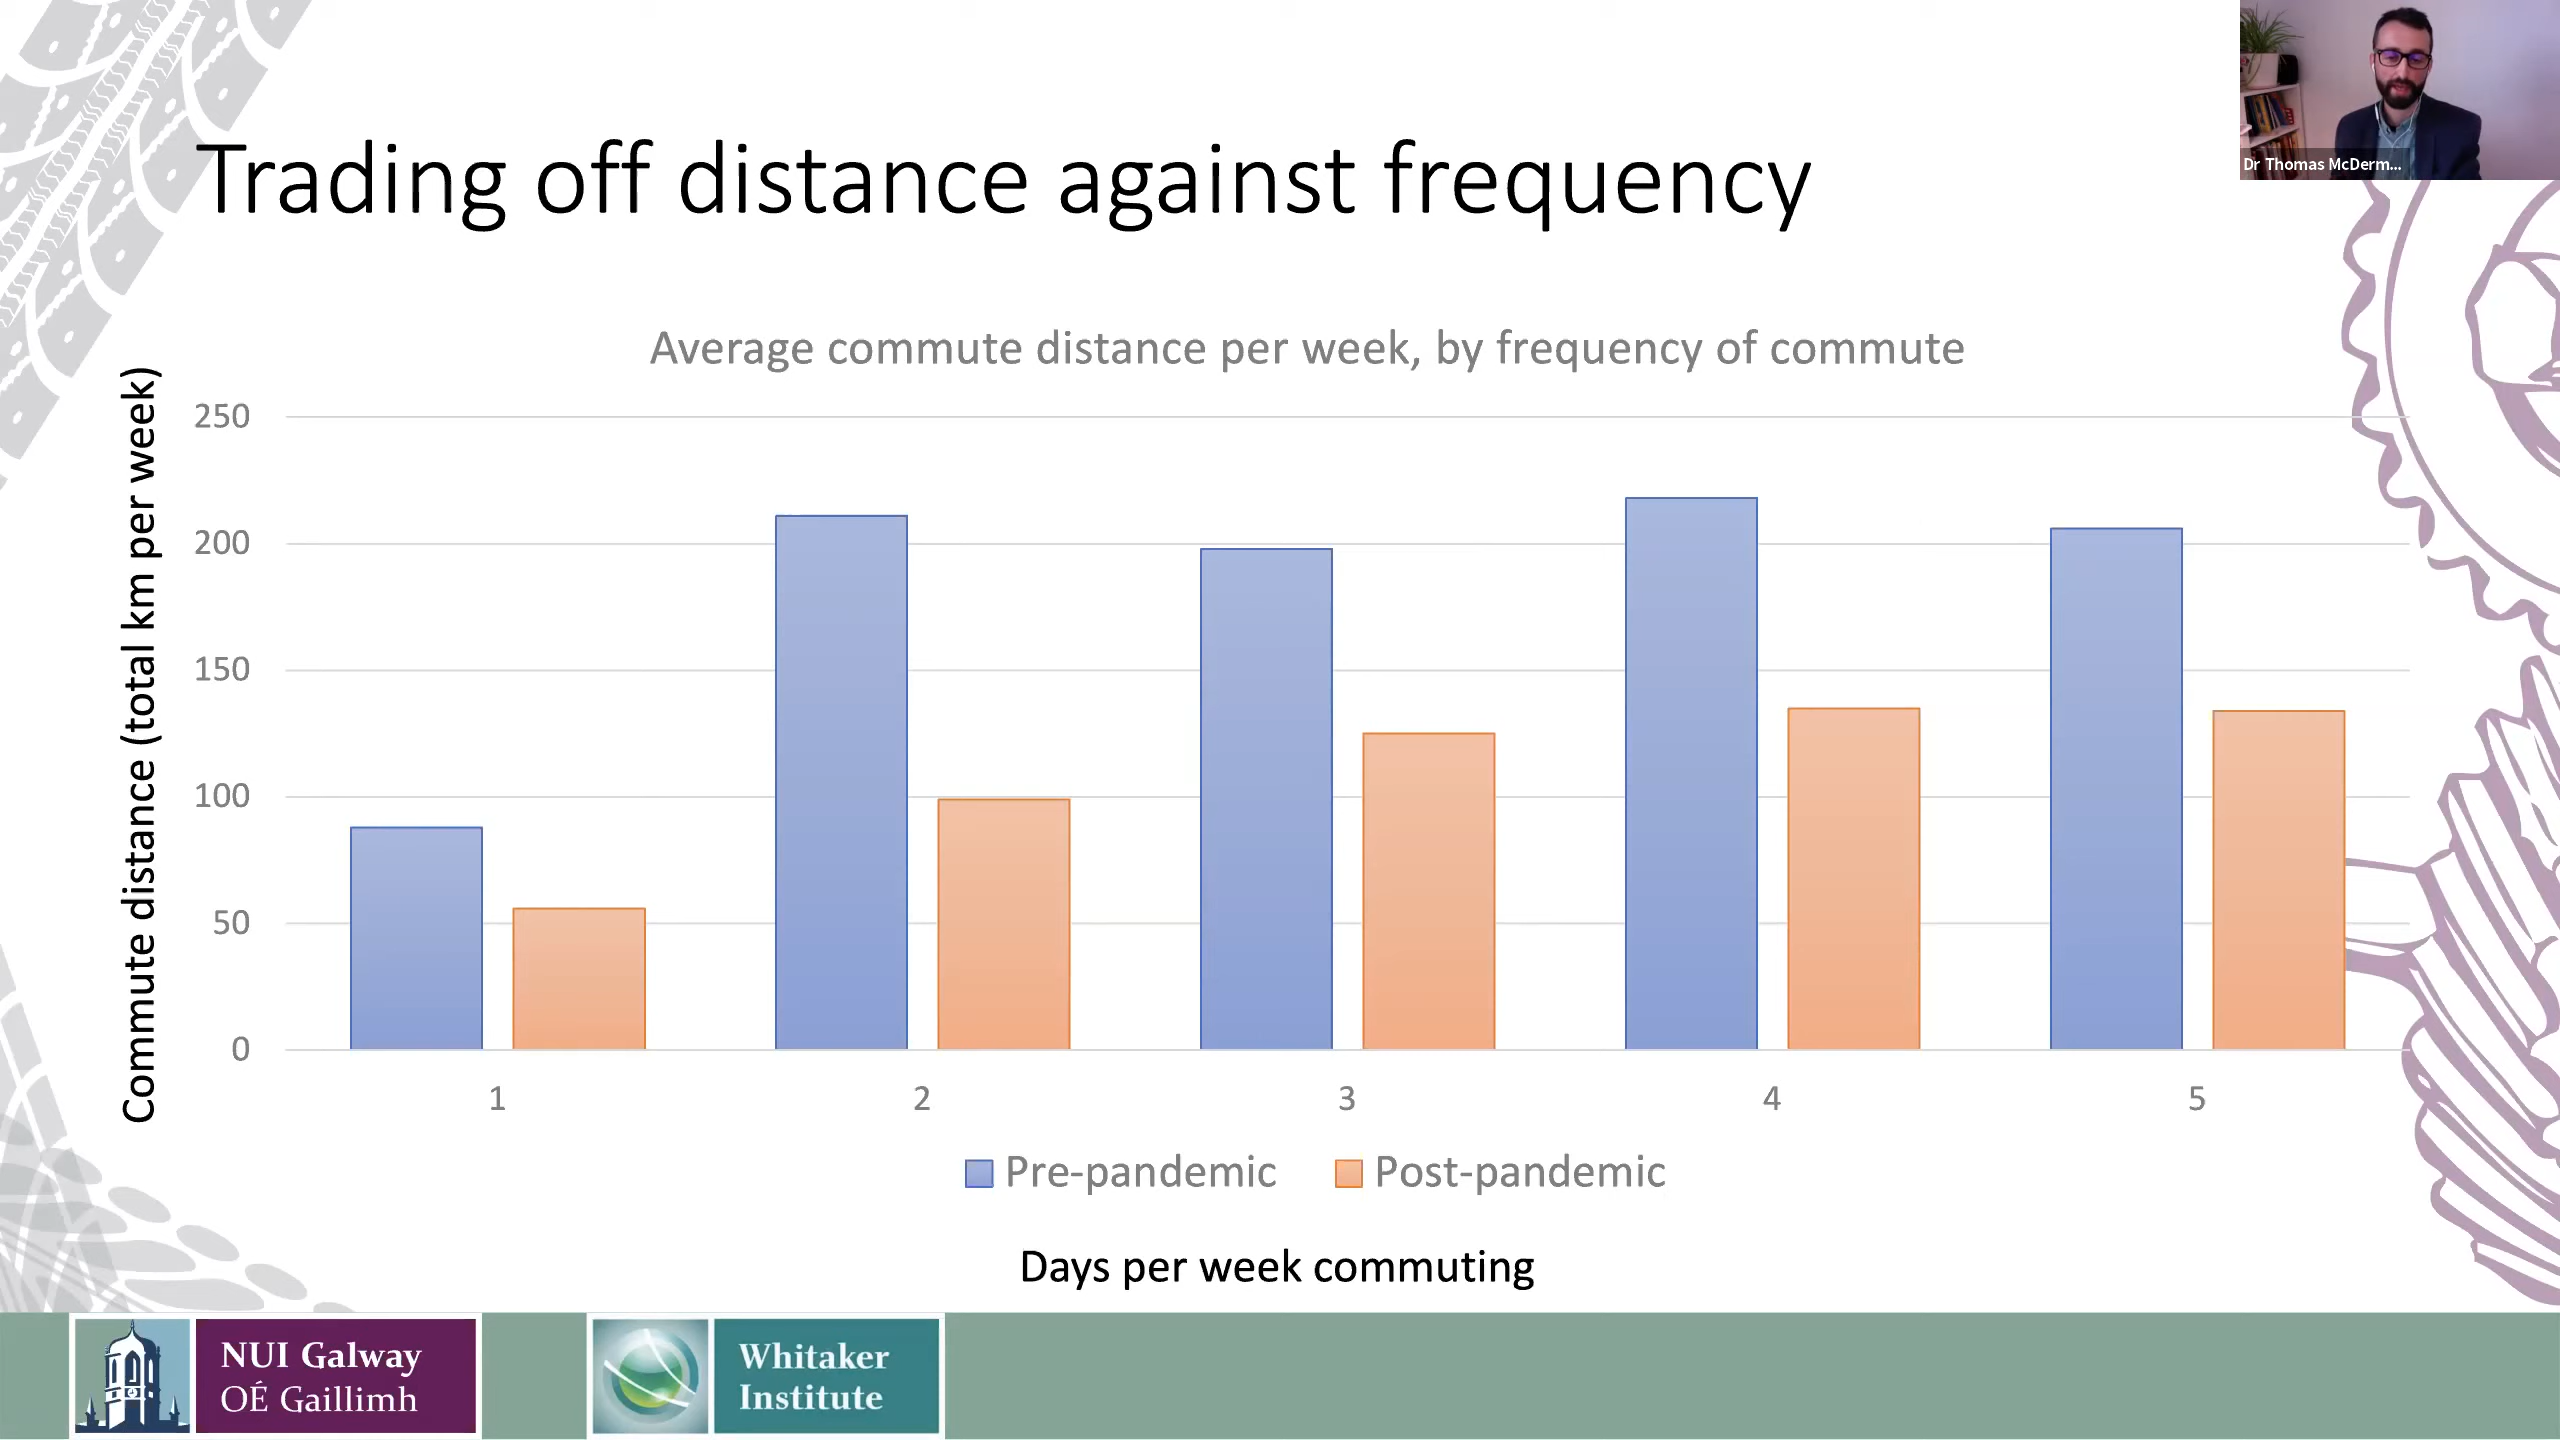 Dr Thomas McDerm...
Trading off distance against frequency
Average commute distance per week, by frequency of commute
Commute distance (total km per week)
250
200
150
100
50
0
1 2 3 4 5
Pre-pandemic Post-pandemic
Days per week commuting
NUI Galway
OÉ Gaillimh
Whitaker
Institute